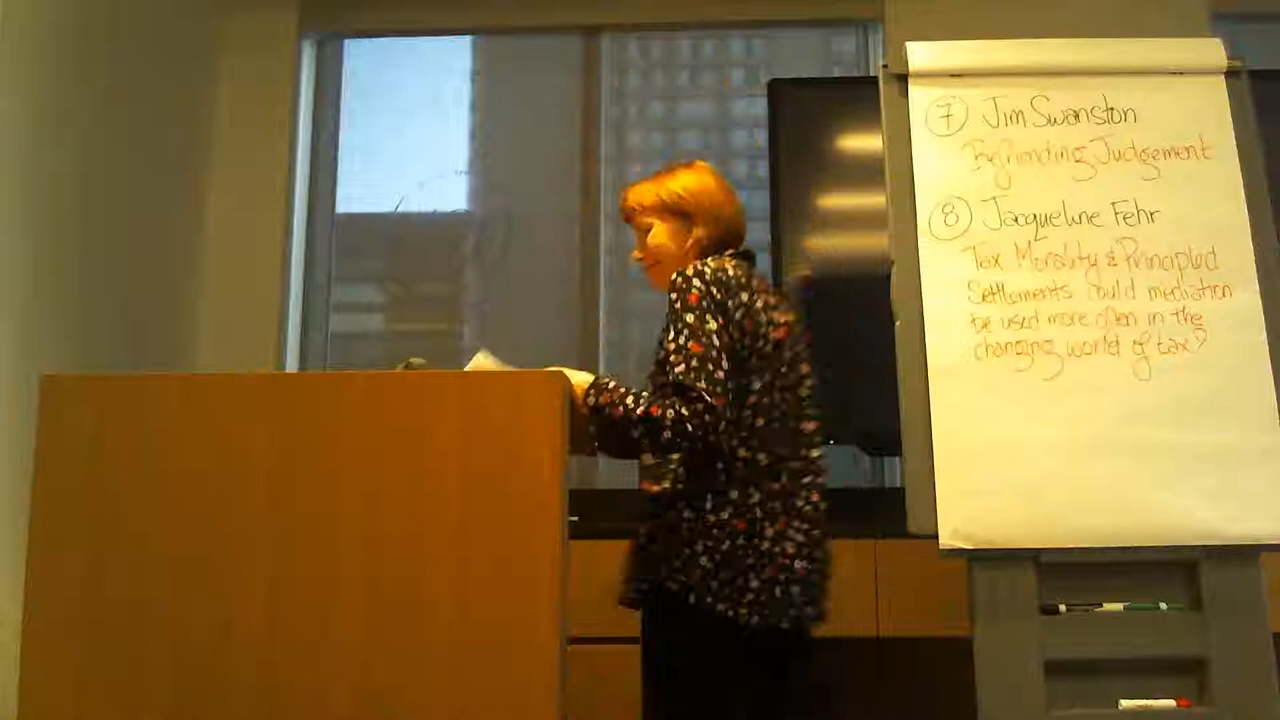 7 Jim Swanston
Befriending Judgement
8 Jacqueline Fehr
Tax Morality & Principled
Settlements could mediation
be used more often in the
changing world of tax?